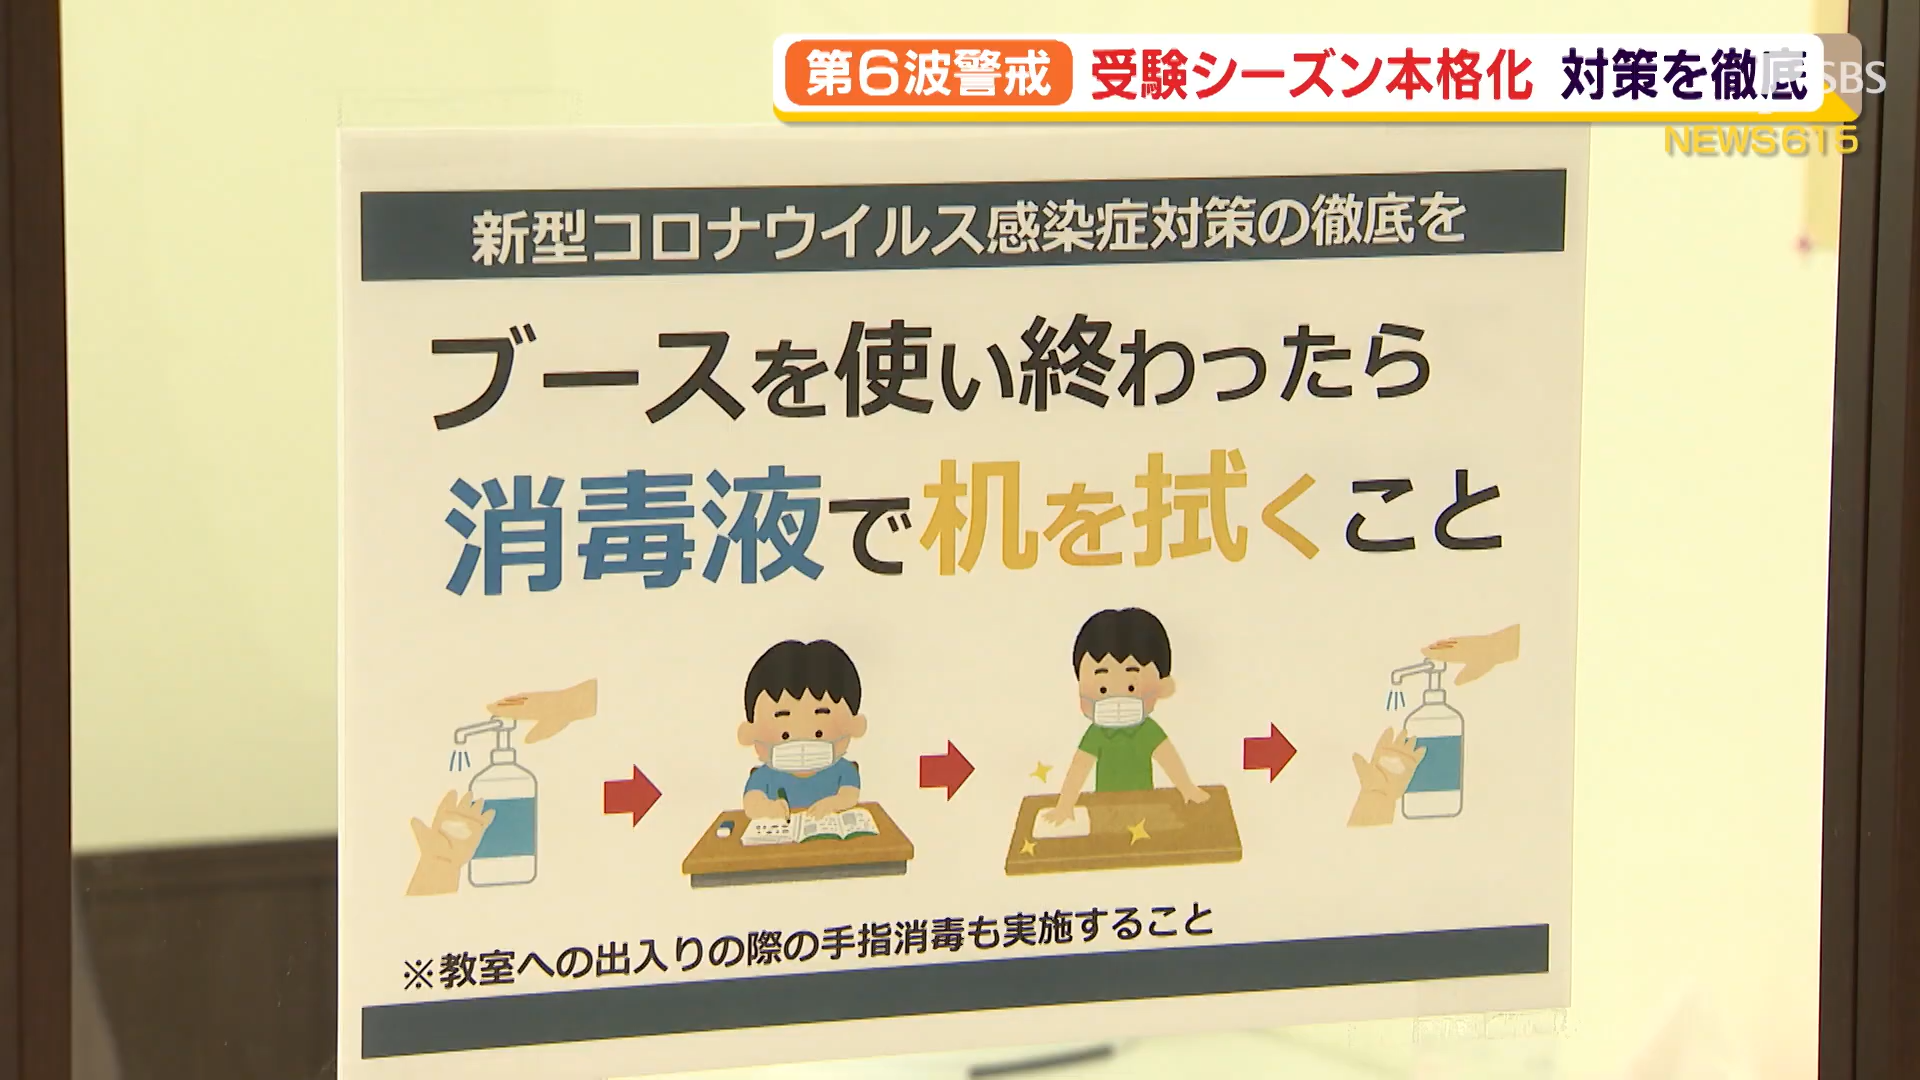 第6波警戒 受験シーズン本格化 対策を徹底
SBS
NEWS615
新型コロナウイルス感染症対策の徹底を
ブースを使い終わったら
消毒液で机を拭くこと
※教室への出入りの際の手指消毒も実施すること